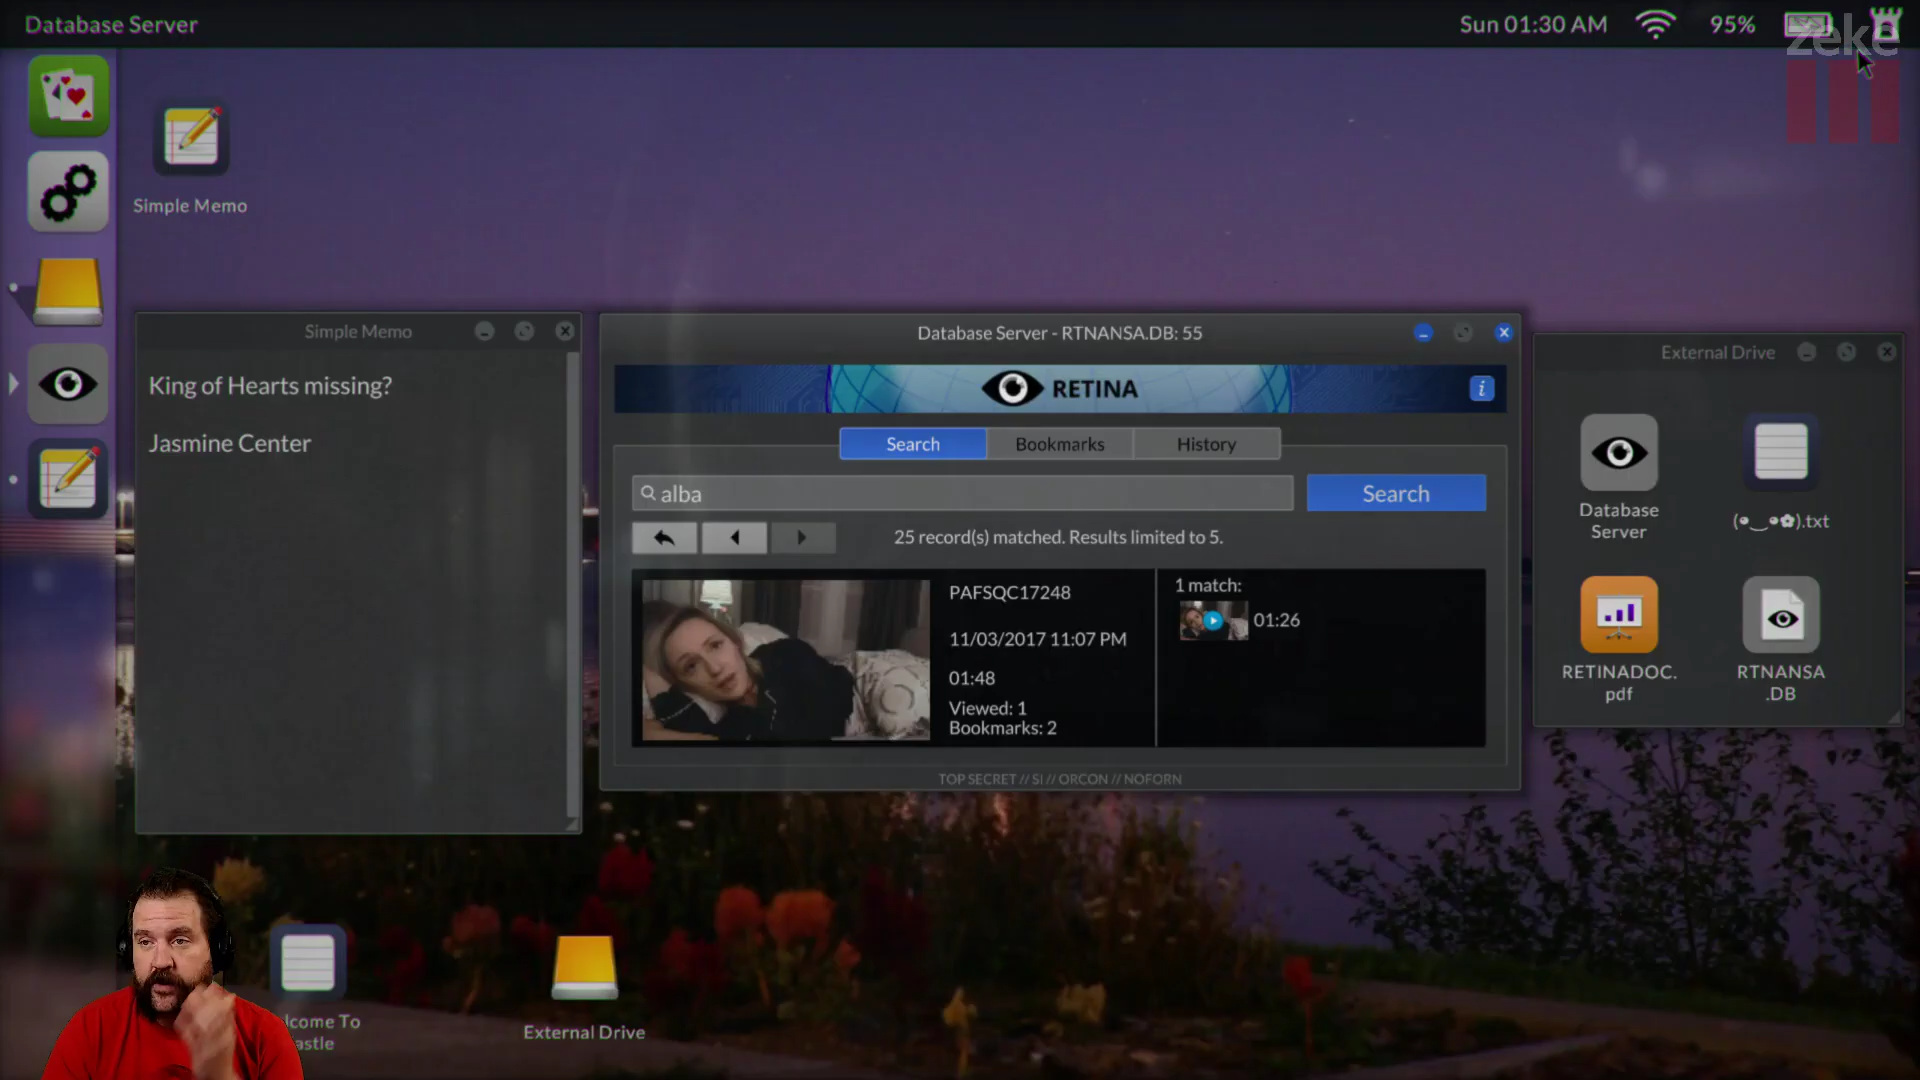 Database Server
Sun 01:30 AM
95%
zeke
Simple Memo
Simple Memo
King of Hearts missing?
Jasmine Center
Database Server - RTNANSA.DB: 55
RETINA
i
Search
Bookmarks
History
alba
Search
25 record(s) matched. Results limited to 5.
PAFSQC17248
11/03/2017 11:07 PM
01:48
Viewed: 1
Bookmarks: 2
1 match:
01:26
TOP SECRET // SI // ORCON // NOFORN
External Drive
Database
Server
(•‿•✿).txt
RETINADOC.
pdf
RTNANSA
.DB
lcome To
astle
External Drive